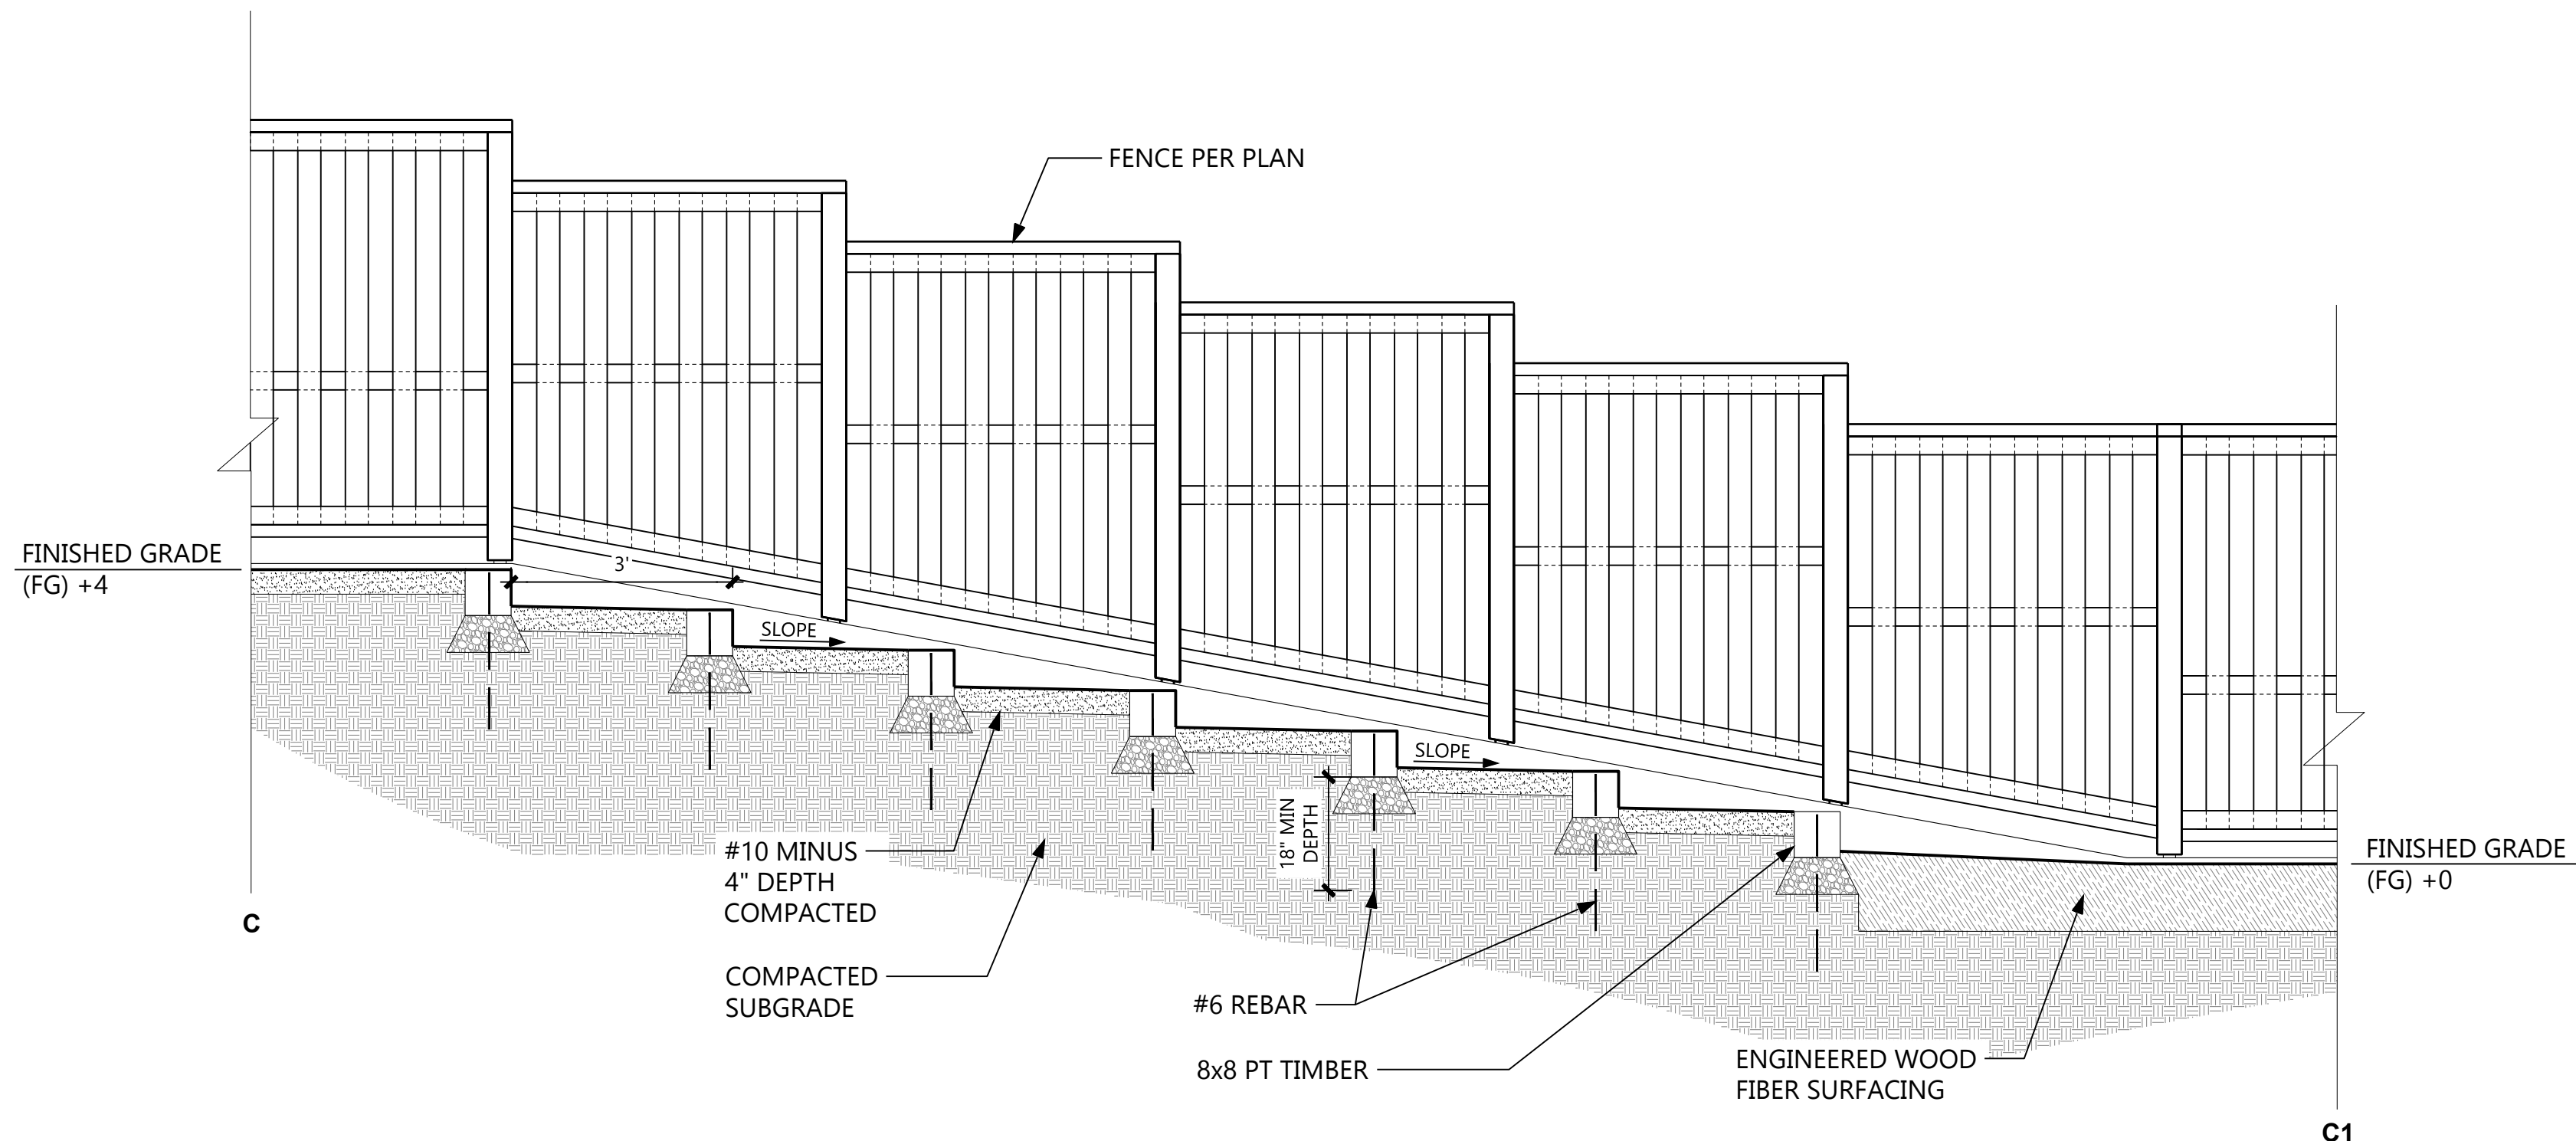 FENCE PER PLAN
FINISHED GRADE
(FG) +4
3'
SLOPE
SLOPE
18" MIN
DEPTH
#10 MINUS
4" DEPTH
COMPACTED
FINISHED GRADE
(FG) +0
C
COMPACTED
SUBGRADE
#6 REBAR
8x8 PT TIMBER
ENGINEERED WOOD
FIBER SURFACING
C1